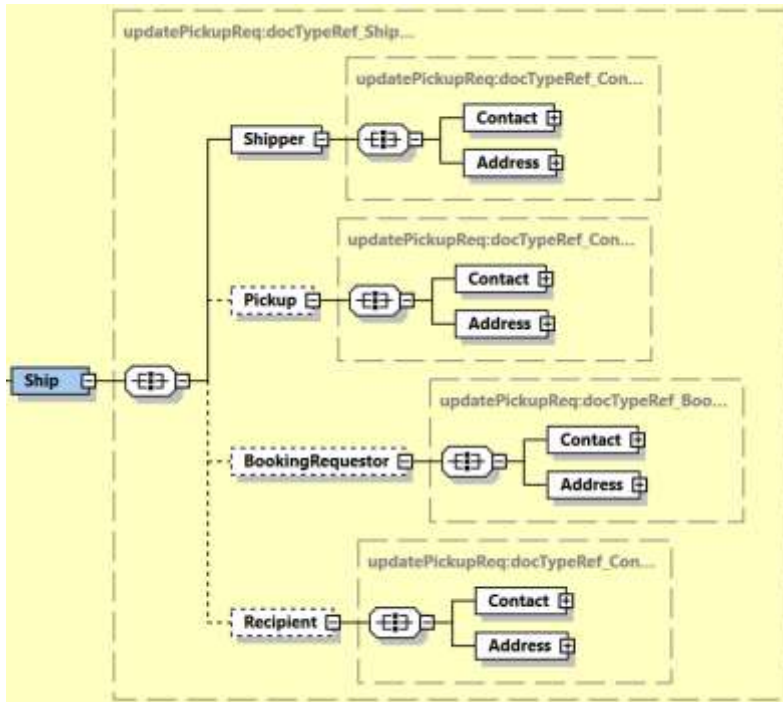 updatePickupReq:docTypeRef_Ship...
updatePickupReq:docTypeRef_Con...
Shipper
Contact
Address
updatePickupReq:docTypeRef_Con...
Pickup
Contact
Address
Ship
updatePickupReq:docTypeRef_Boo...
BookingRequestor
Contact
Address
updatePickupReq:docTypeRef_Con...
Recipient
Contact
Address